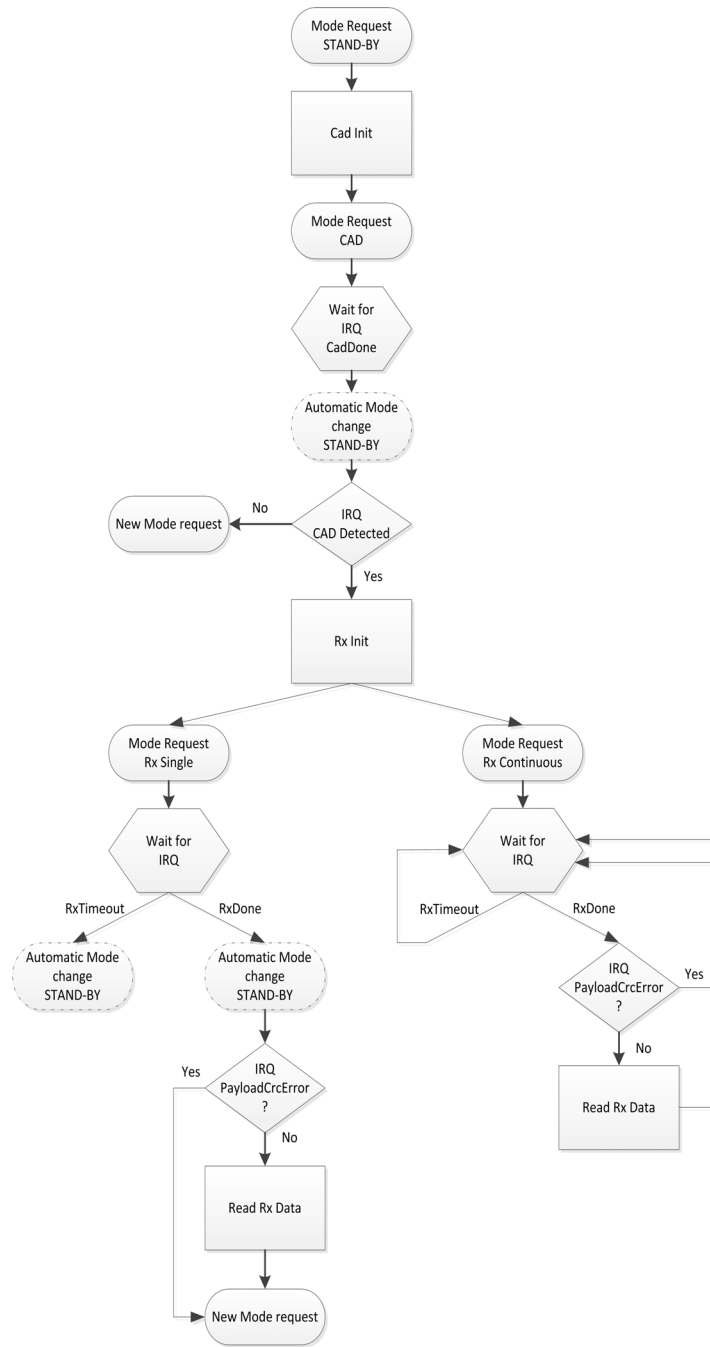 Mode Request
STAND-BY
Cad Init
Mode Request
CAD
Wait for
IRQ
CadDone
Automatic Mode
change
STAND-BY
IRQ
CAD Detected
No
New Mode request
Yes
Rx Init
Mode Request
Rx Single
Wait for
IRQ
RxTimeout
RxDone
Automatic Mode
change
STAND-BY
Automatic Mode
change
STAND-BY
IRQ
PayloadCrcError
?
Yes
No
Read Rx Data
New Mode request
Mode Request
Rx Continuous
Wait for
IRQ
RxTimeout
RxDone
IRQ
PayloadCrcError
?
Yes
No
Read Rx Data